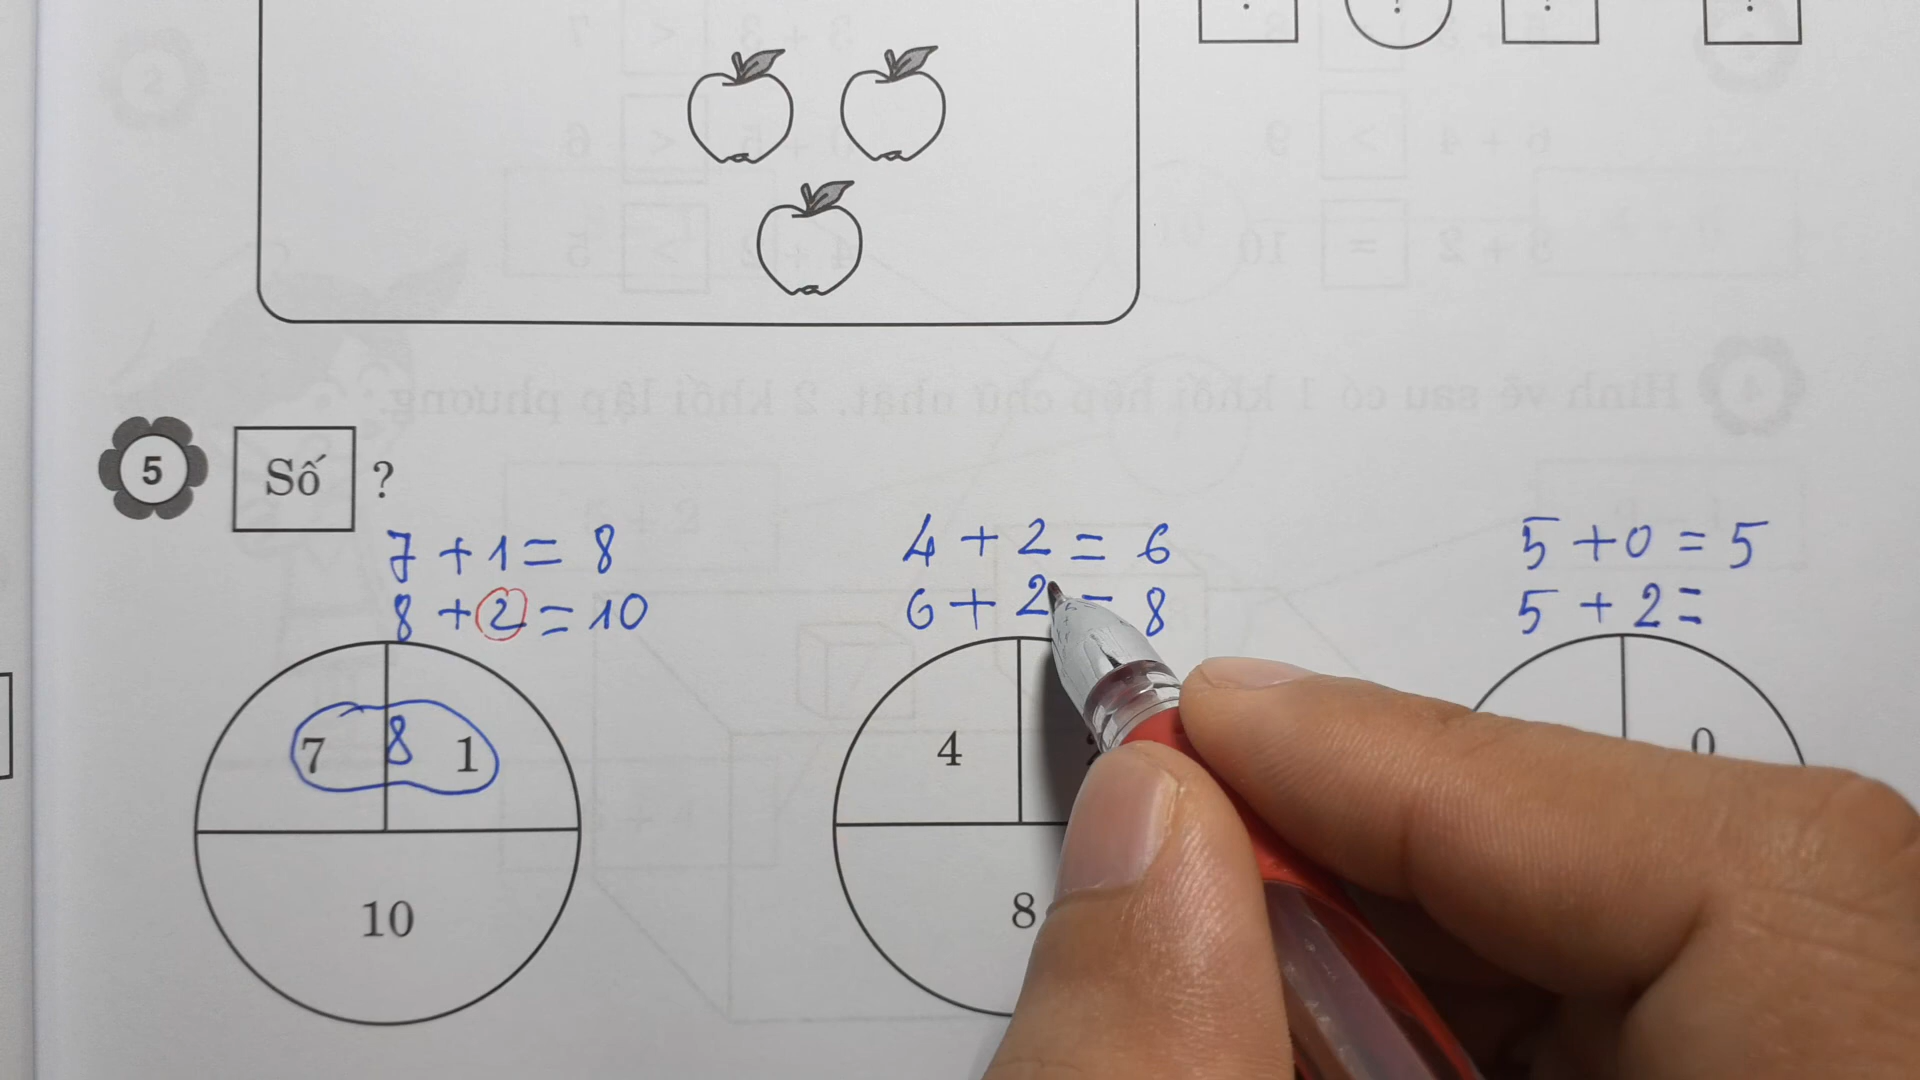 5 Số ?
7 + 1 = 8
8 + 2 = 10
4 + 2 = 6
6 + 2 = 8
5 + 0 = 5
5 + 2 =
7 8 1
10
4
8
0